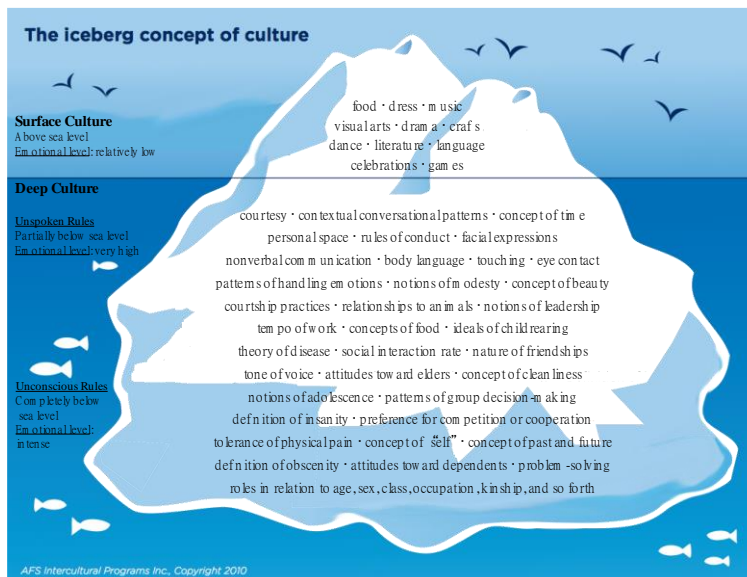 The iceberg concept of culture
Surface Culture
Above sea level
Emotional level: relatively low
food · dress · music
visual arts · drama · crafs
dance · literature · language
celebrations · games
Deep Culture
Unspoken Rules
Partially below sea level
Emotional level: very high
courtesy · contextual conversational patterns · concept of time
personal space · rules of conduct · facial expressions
nonverbal communication · body language · touching · eye contact
patterns of handling emotions · notions of modesty · concept of beauty
courtship practices · relationships to animals · notions of leadership
tempo of work · concepts of food · ideals of childrearing
theory of disease · social interaction rate · nature of friendships
tone of voice · attitudes toward elders · concept of cleanliness
notions of adolescence · patterns of group decision-making
defnition of insanity · preference for competition or cooperation
tolerance of physical pain · concept of “self” · concept of past and future
defnition of obscenity · attitudes toward dependents · problem-solving
roles in relation to age, sex, class, occupation, kinship, and so forth
Unconscious Rules
Completely below
sea level
Emotional level:
intense
AFS Intercultural Programs Inc., Copyright 2010